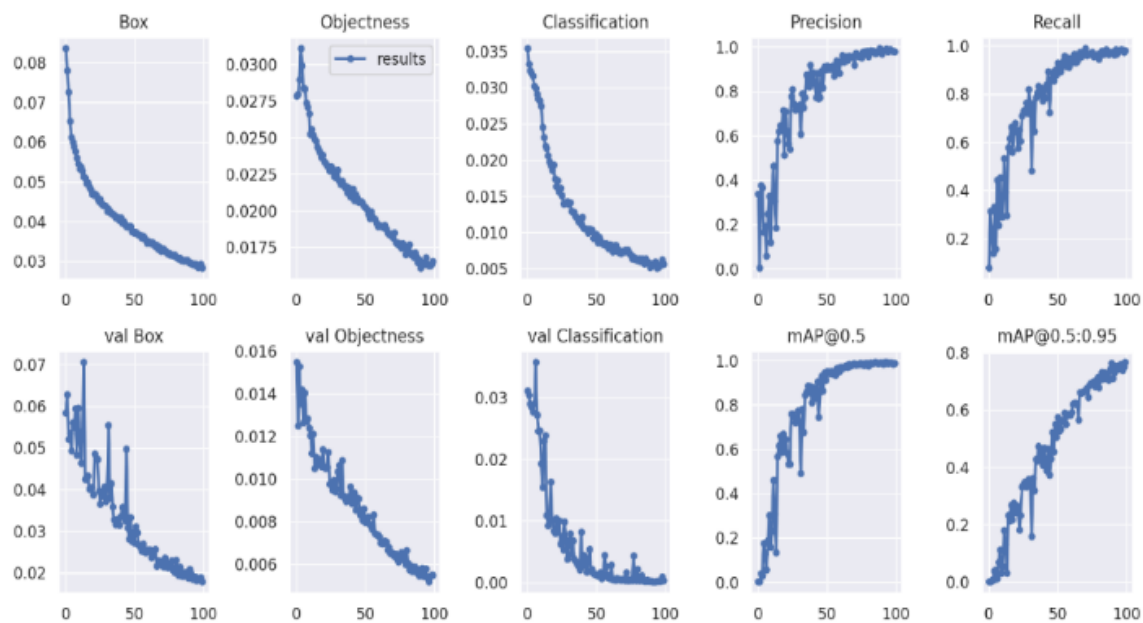 Box
Objectness
Classification
Precision
Recall
0.08
0.07
0.06
0.05
0.04
0.03
0.0300
0.0275
0.0250
0.0225
0.0200
0.0175
results
0.035
0.030
0.025
0.020
0.015
0.010
0.005
1.0
0.8
0.6
0.4
0.2
0.0
1.0
0.8
0.6
0.4
0.2
0 50 100
0 50 100
0 50 100
0 50 100
0 50 100
val Box
val Objectness
val Classification
mAP@0.5
mAP@0.5:0.95
0.07
0.06
0.05
0.04
0.03
0.02
0.016
0.014
0.012
0.010
0.008
0.006
0.03
0.02
0.01
0.00
1.0
0.8
0.6
0.4
0.2
0.0
0.8
0.6
0.4
0.2
0.0
0 50 100
0 50 100
0 50 100
0 50 100
0 50 100